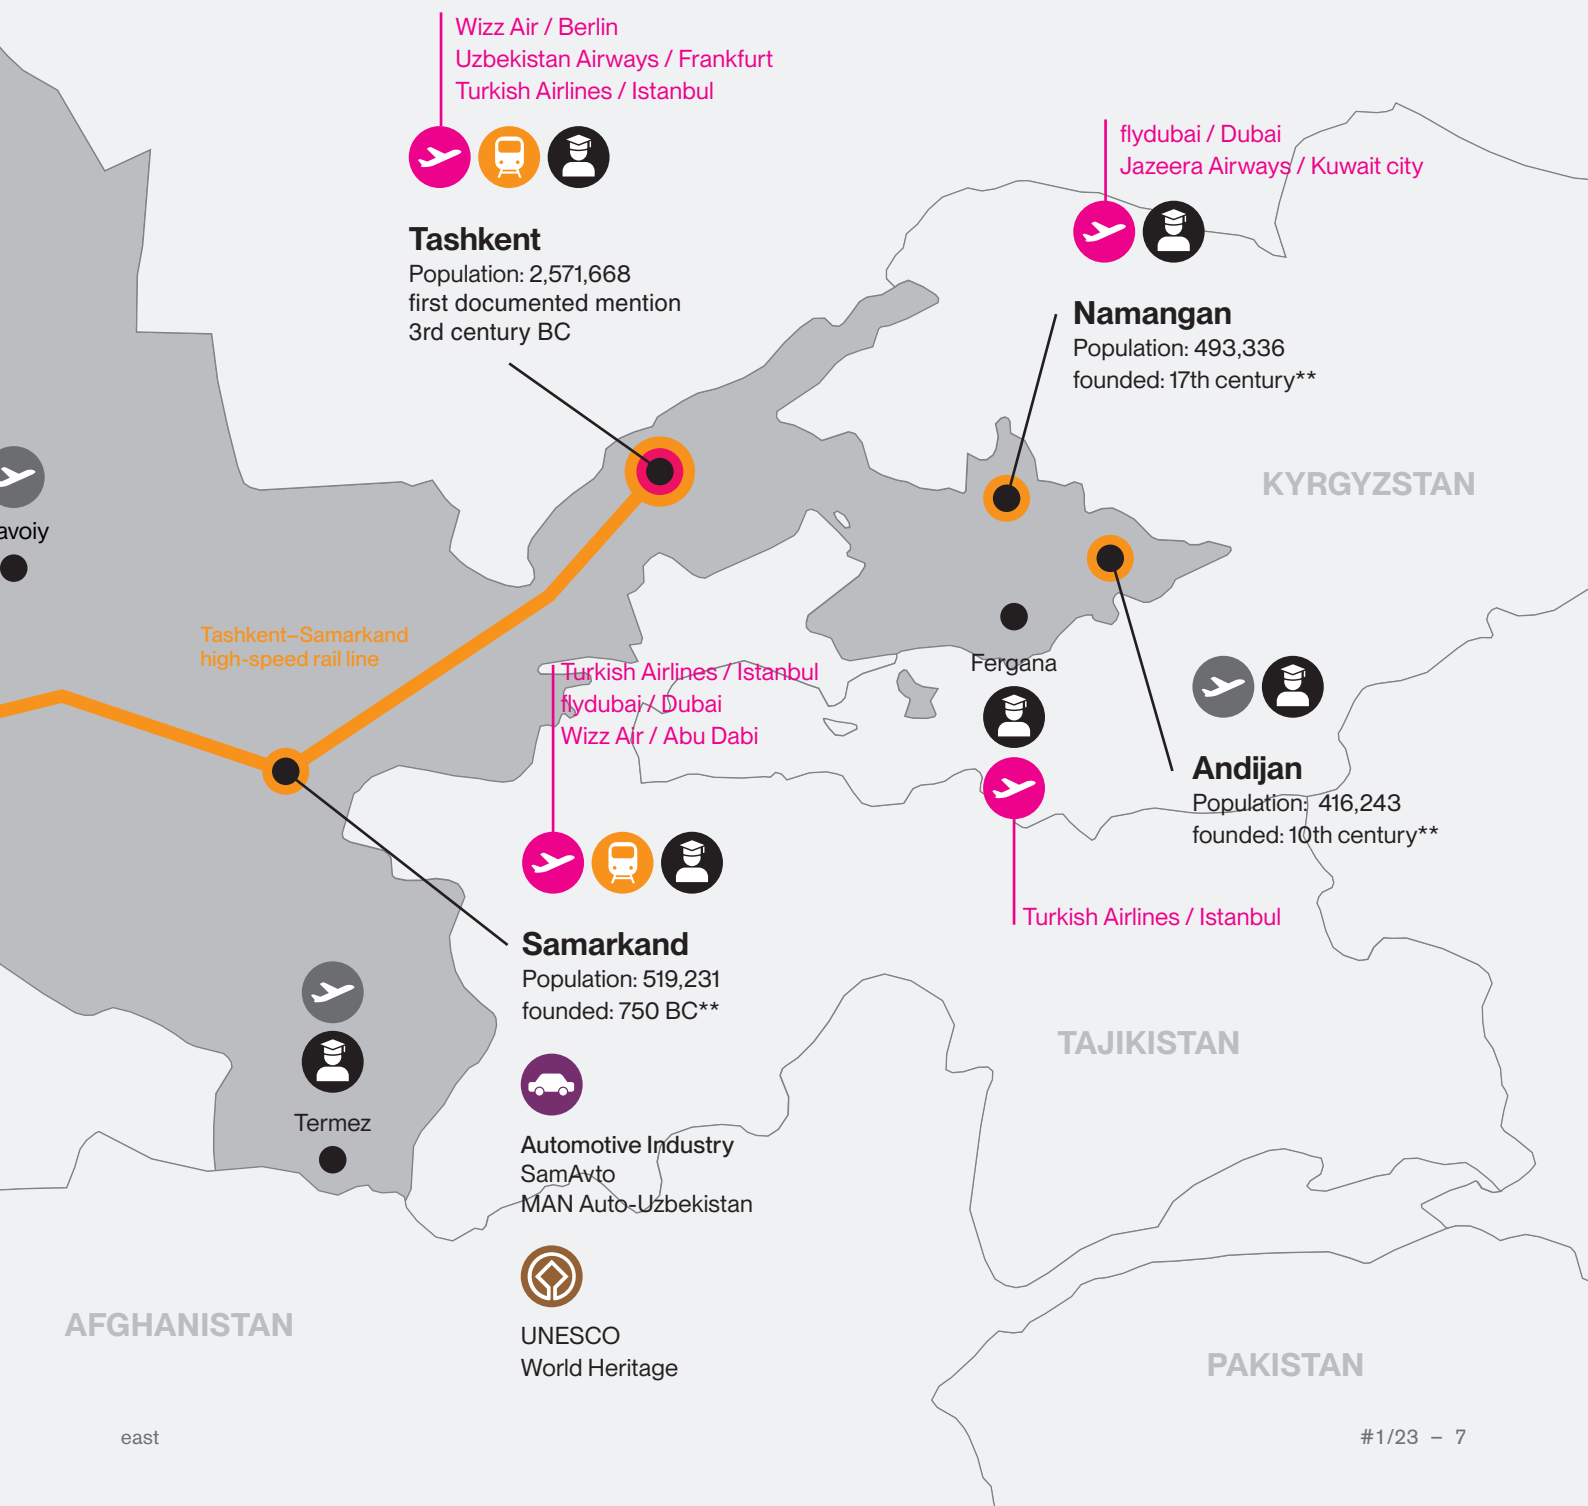 Wizz Air / Berlin
Uzbekistan Airways / Frankfurt
Turkish Airlines / Istanbul
Tashkent
Population: 2,571,668
first documented mention
3rd century BC
flydubai / Dubai
Jazeera Airways / Kuwait city
Namangan
Population: 493,336
founded: 17th century**
KYRGYZSTAN
avoiy
Tashkent–Samarkand
high-speed rail line
Turkish Airlines / Istanbul
flydubai / Dubai
Wizz Air / Abu Dabi
Fergana
Andijan
Population: 416,243
founded: 10th century**
Turkish Airlines / Istanbul
Samarkand
Population: 519,231
founded: 750 BC**
TAJIKISTAN
Termez
Automotive Industry
SamAvto
MAN Auto-Uzbekistan
UNESCO
World Heritage
AFGHANISTAN
PAKISTAN
east
#1/23 – 7